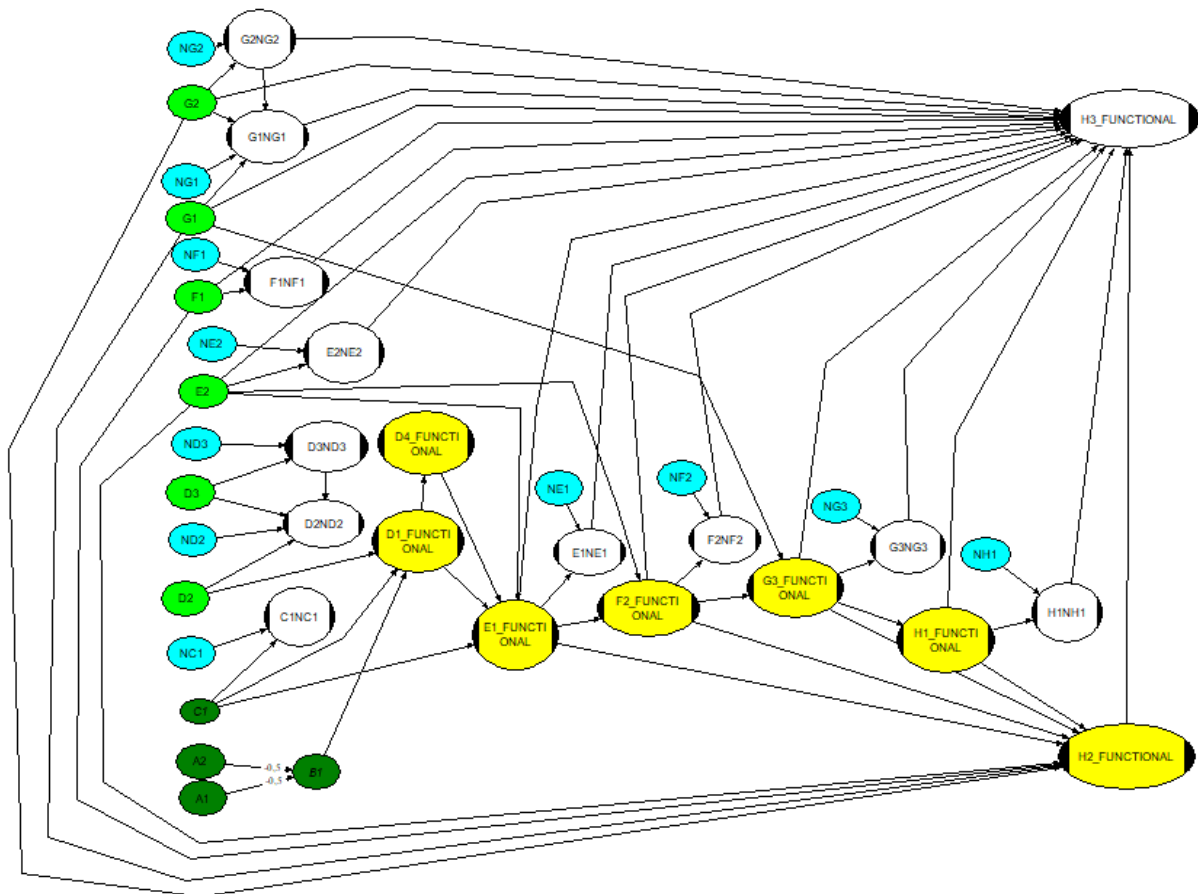 NG2
G2NG2
G2
G1NG1
NG1
G1
NF1
F1NF1
F1
NE2
E2NE2
E2
ND3
D3ND3
D3
D2ND2
ND2
D2
NC1
C1NC1
C1
A2
A1
-0,5
-0,5
B1
D4_FUNCTI
ONAL
D1_FUNCTI
ONAL
E1_FUNCTI
ONAL
NE1
E1NE1
F2_FUNCTI
ONAL
NF2
F2NF2
G3_FUNCTI
ONAL
NG3
G3NG3
H1_FUNCTI
ONAL
NH1
H1NH1
H3_FUNCTIONAL
H2_FUNCTIONAL